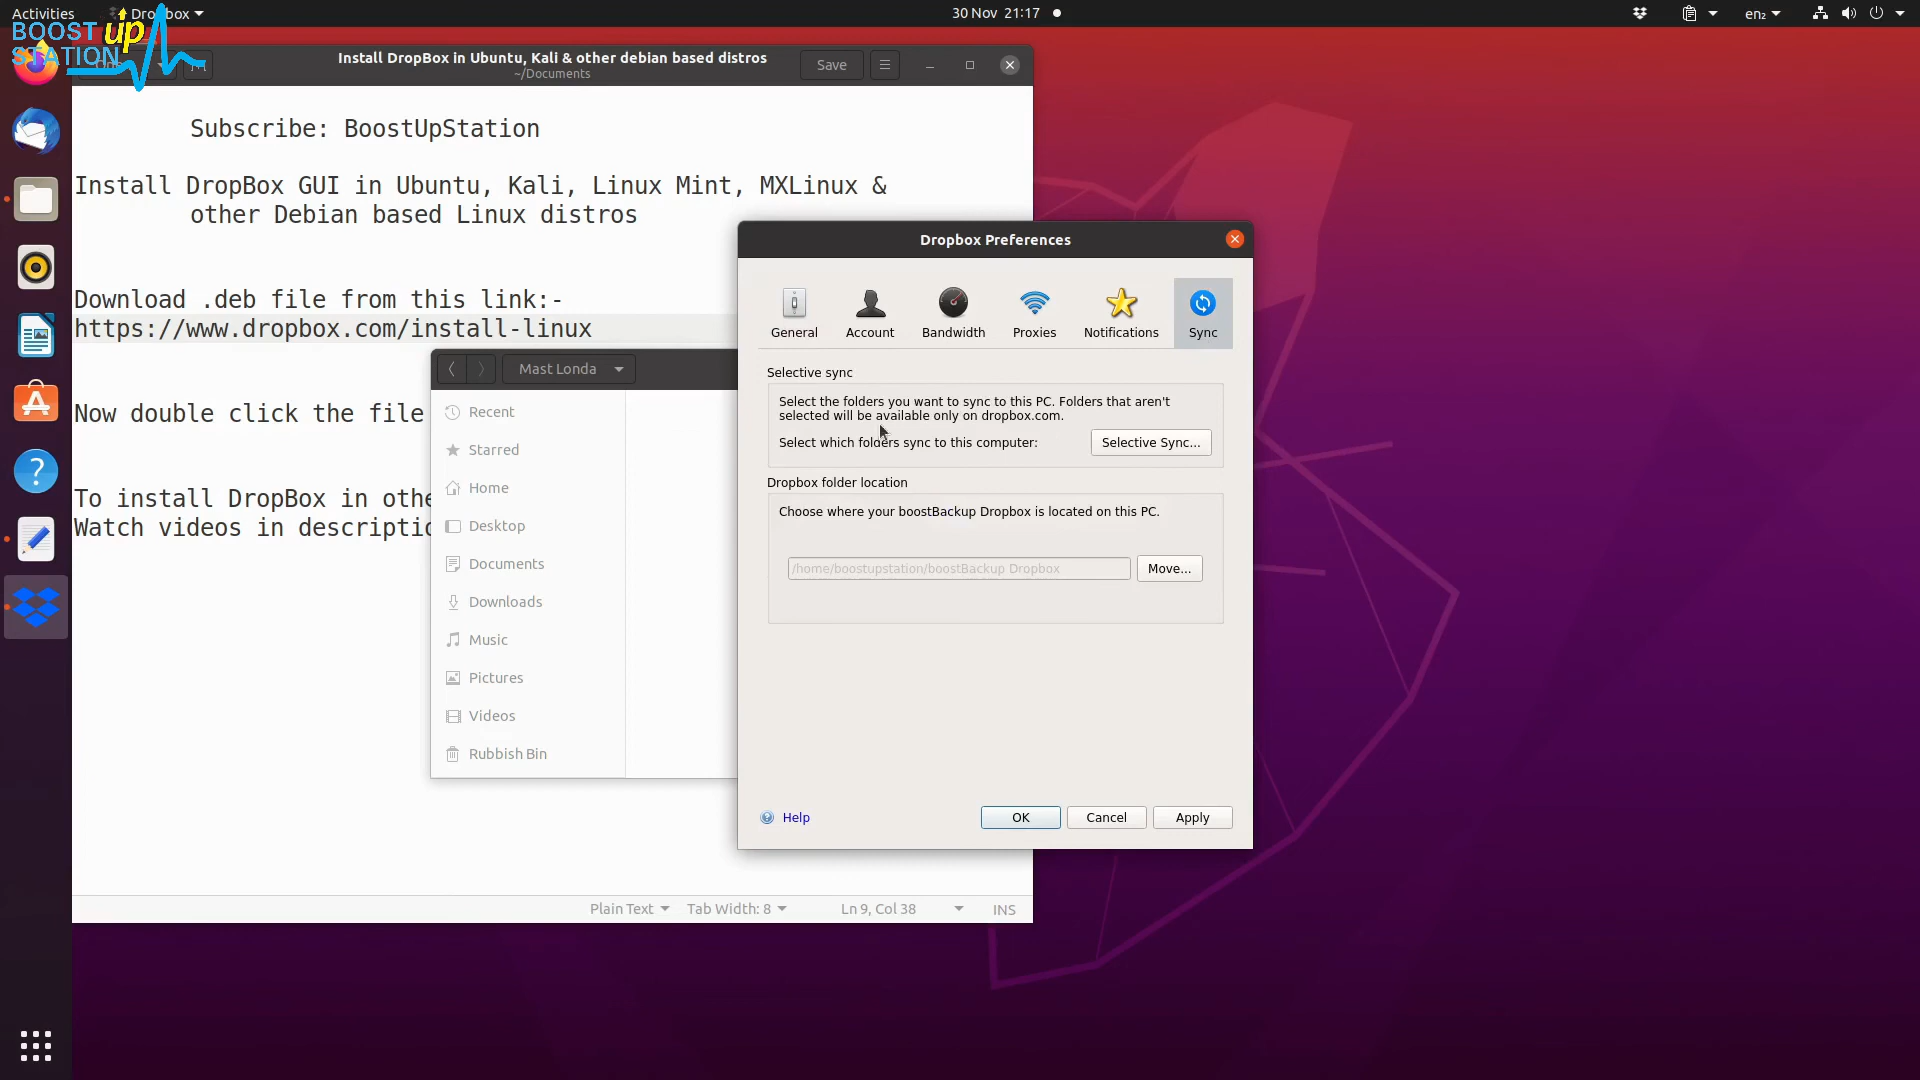 Activities
Dropbox
30 Nov 21:17
en₂
BOOST up
STATION
Install DropBox in Ubuntu, Kali & other debian based distros
~/Documents
Save
Subscribe: BoostUpStation
Install DropBox GUI in Ubuntu, Kali, Linux Mint, MXLinux &
other Debian based Linux distros
Download .deb file from this link:-
https://www.dropbox.com/install-linux
Now double click the file
To install DropBox in othe
Watch videos in descriptio
Mast Londa
Recent
Starred
Home
Desktop
Documents
Downloads
Music
Pictures
Videos
Rubbish Bin
Dropbox Preferences
General
Account
Bandwidth
Proxies
Notifications
Sync
Selective sync
Select the folders you want to sync to this PC. Folders that aren't
selected will be available only on dropbox.com.
Select which folders sync to this computer:
Selective Sync...
Dropbox folder location
Choose where your boostBackup Dropbox is located on this PC.
/home/boostupstation/boostBackup Dropbox
Move...
Help
OK
Cancel
Apply
Plain Text
Tab Width: 8
Ln 9, Col 38
INS